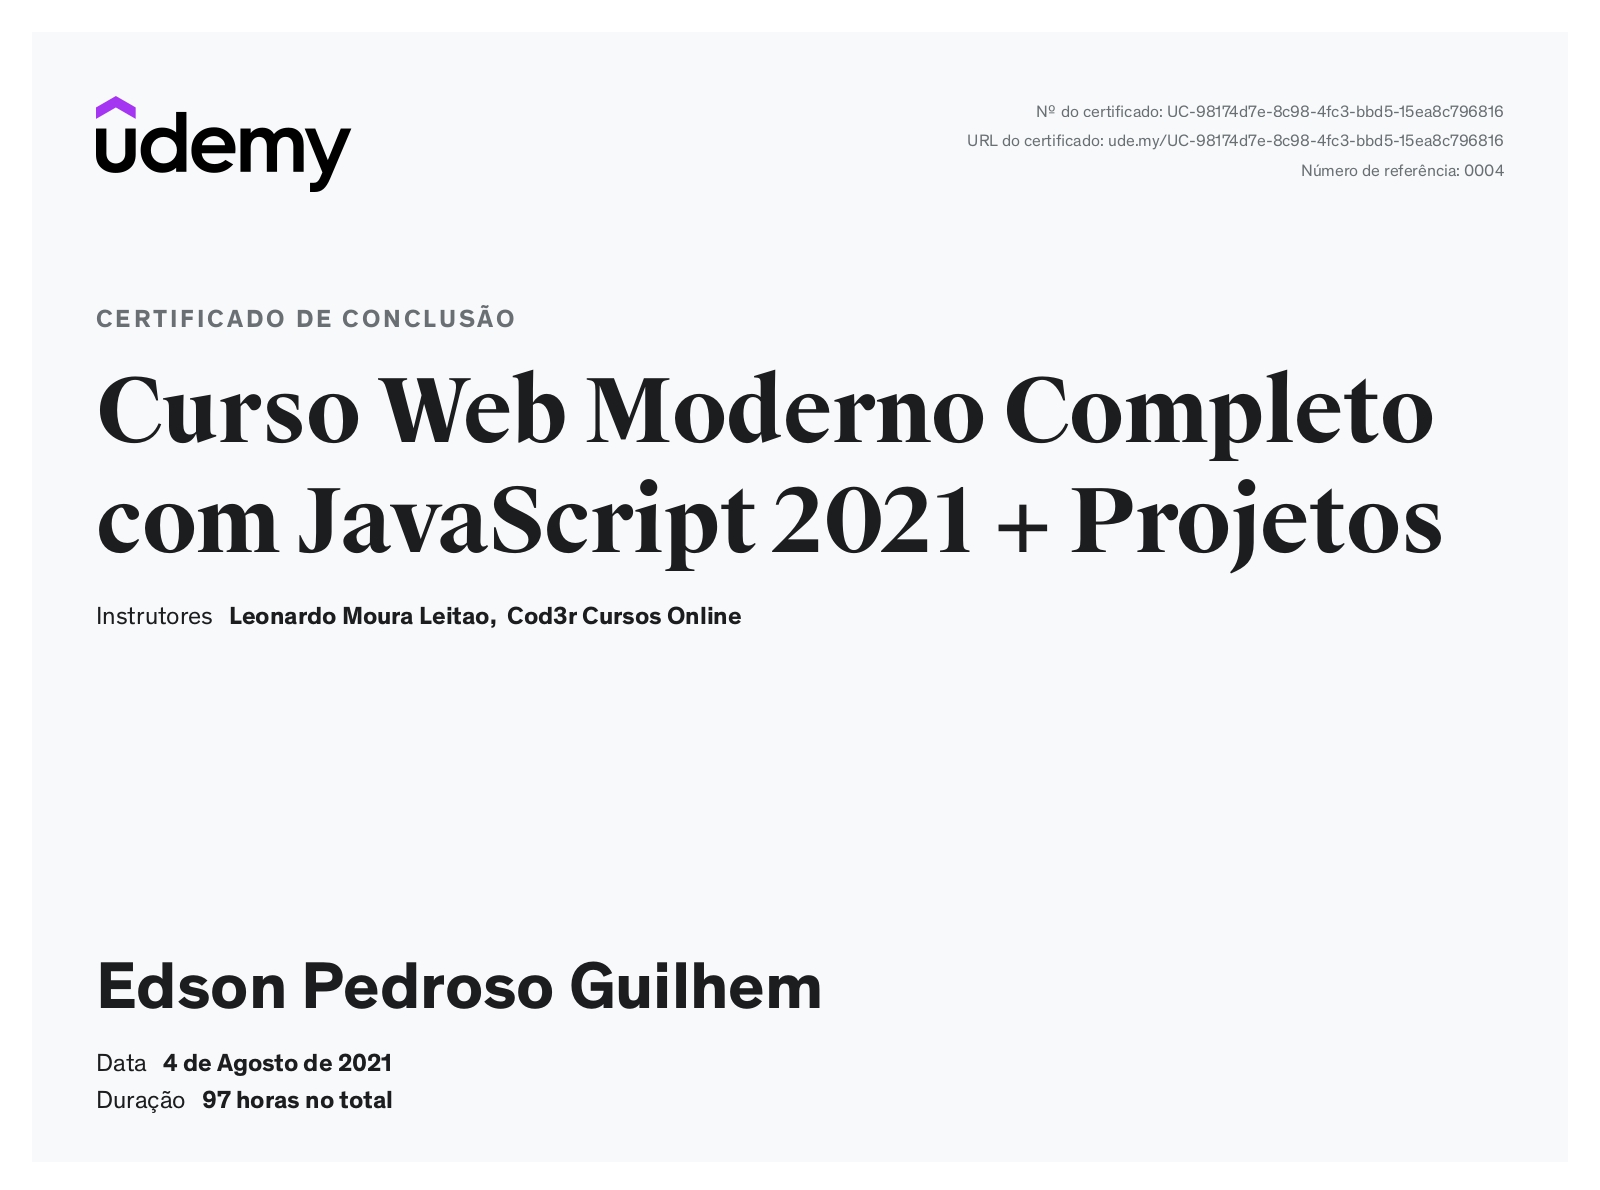 udemy
Nº do certificado: UC-98174d7e-8c98-4fc3-bbd5-15ea8c796816
URL do certificado: ude.my/UC-98174d7e-8c98-4fc3-bbd5-15ea8c796816
Número de referência: 0004
CERTIFICADO DE CONCLUSÃO
Curso Web Moderno Completo
com JavaScript 2021 + Projetos
Instrutores Leonardo Moura Leitao, Cod3r Cursos Online
Edson Pedroso Guilhem
Data 4 de Agosto de 2021
Duração 97 horas no total